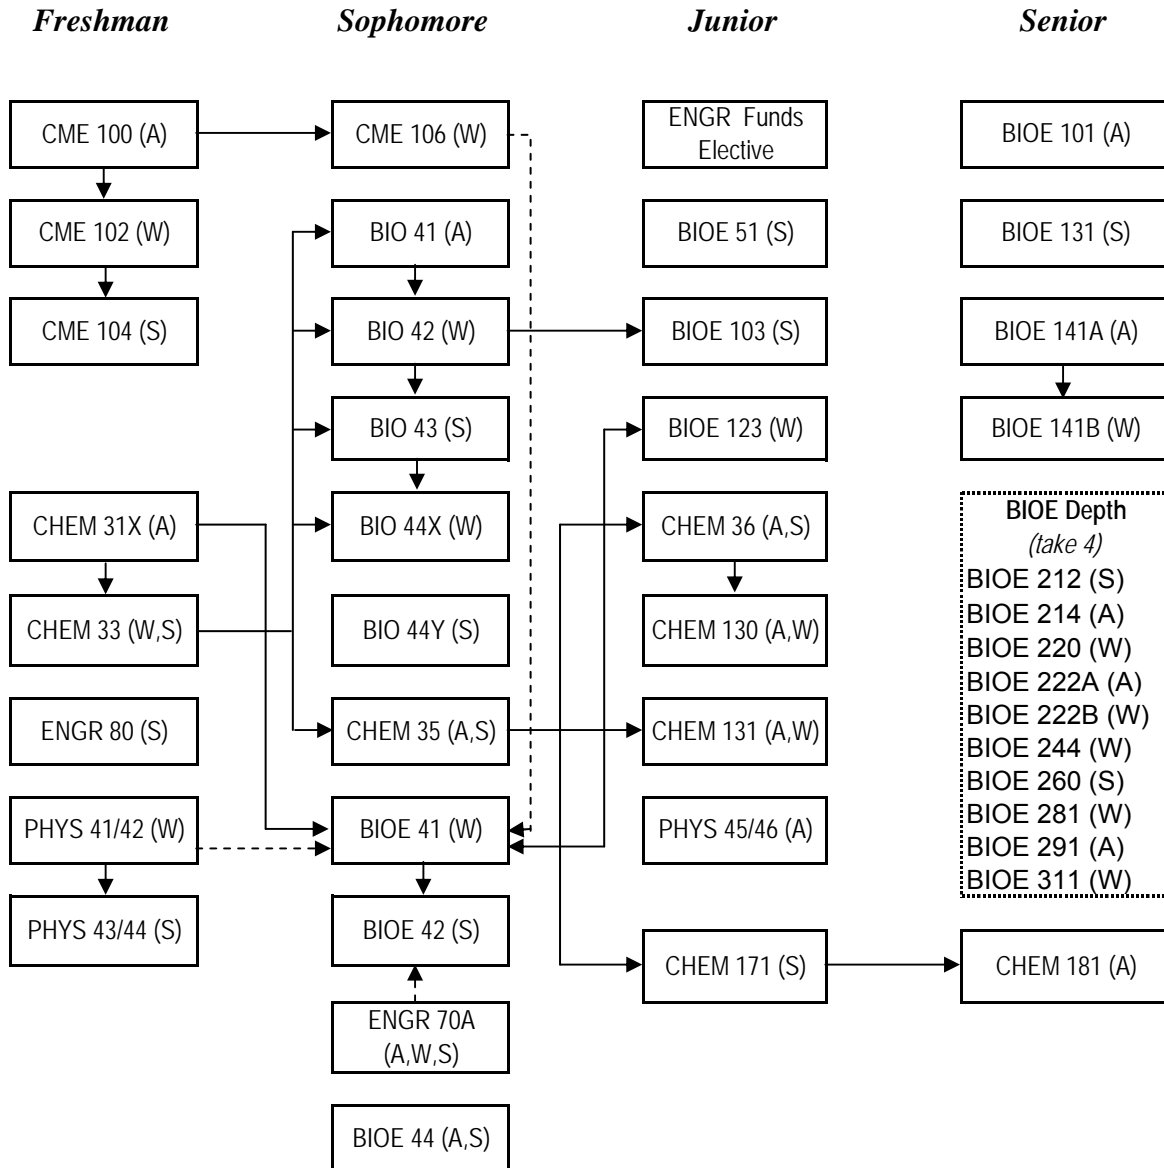 Freshman
Sophomore
Junior
Senior
CME 100 (A)
CME 102 (W)
CME 104 (S)
CHEM 31X (A)
CHEM 33 (W,S)
ENGR 80 (S)
PHYS 41/42 (W)
PHYS 43/44 (S)
CME 106 (W)
BIO 41 (A)
BIO 42 (W)
BIO 43 (S)
BIO 44X (W)
BIO 44Y (S)
CHEM 35 (A,S)
BIOE 41 (W)
BIOE 42 (S)
ENGR 70A
(A,W,S)
BIOE 44 (A,S)
ENGR Funds
Elective
BIOE 51 (S)
BIOE 103 (S)
BIOE 123 (W)
CHEM 36 (A,S)
CHEM 130 (A,W)
CHEM 131 (A,W)
PHYS 45/46 (A)
CHEM 171 (S)
BIOE 101 (A)
BIOE 131 (S)
BIOE 141A (A)
BIOE 141B (W)
BIOE Depth
(take 4)
BIOE 212 (S)
BIOE 214 (A)
BIOE 220 (W)
BIOE 222A (A)
BIOE 222B (W)
BIOE 244 (W)
BIOE 260 (S)
BIOE 281 (W)
BIOE 291 (A)
BIOE 311 (W)
CHEM 181 (A)